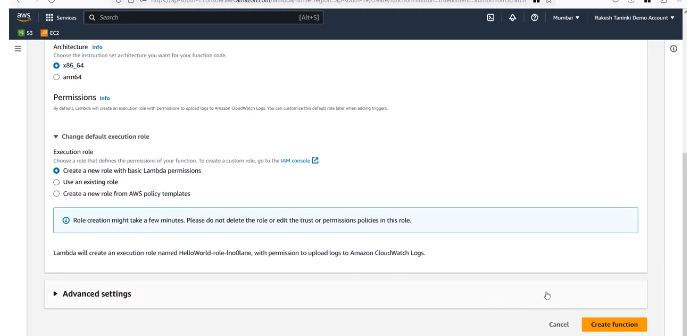 aws Services Search [Alt+S] Mumbai Rakesh Taninki Demo Account
S3 EC2
Architecture Info
Choose the instruction set architecture you want for your function code.
x86_64
arm64
Permissions Info
By default, Lambda will create an execution role with permissions to upload logs to Amazon CloudWatch Logs. You can customise this default role later when adding triggers.
Change default execution role
Execution role
Choose a role that defines the permissions of your function. To create a custom role, go to the IAM console
Create a new role with basic Lambda permissions
Use an existing role
Create a new role from AWS policy templates
Role creation might take a few minutes. Please do not delete the role or edit the trust or permissions policies in this role.
Lambda will create an execution role named HelloWorld-role-lno0lane, with permission to upload logs to Amazon CloudWatch Logs.
Advanced settings
Cancel Create function